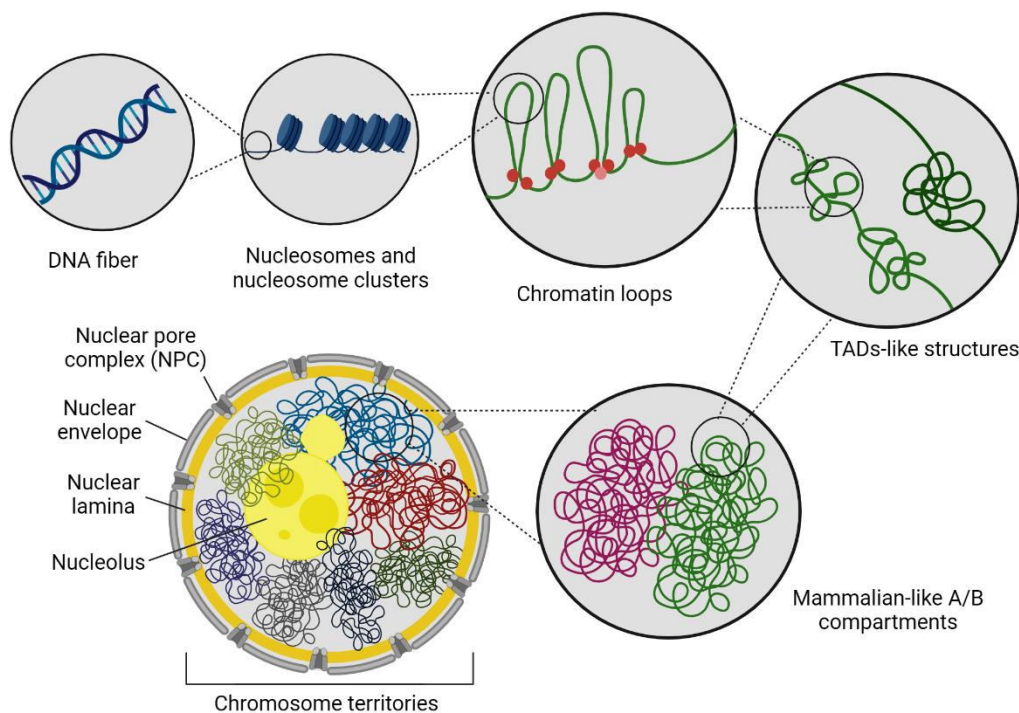 DNA fiber
Nucleosomes and
nucleosome clusters
Chromatin loops
TADs-like structures
Nuclear pore
complex (NPC)
Nuclear
envelope
Nuclear
lamina
Nucleolus
Mammalian-like A/B
compartments
Chromosome territories